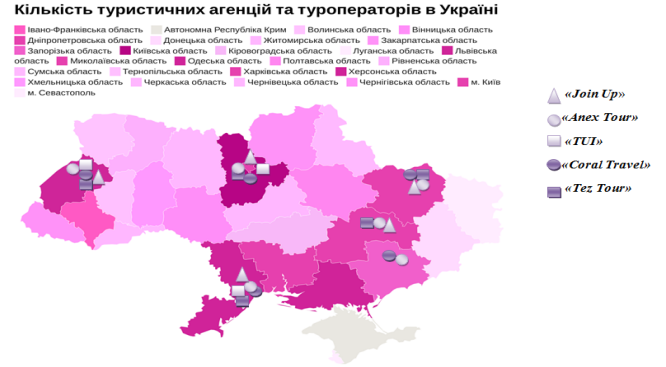 Кількість туристичних агенцій та туроператорів в Україні
Івано-Франківська область Автономна Республіка Крим Волинська область Вінницька область
Дніпропетровська область Донецька область Житомирська область Закарпатська область
Запорізька область Київська область Кіровоградська область Луганська область Львівська
область Миколаївська область Одеська область Полтавська область Рівненська область
Сумська область Тернопільська область Харківська область Херсонська область
Хмельницька область Черкаська область Чернівецька область Чернігівська область м. Київ
м. Севастополь
«Join Up»
«Anex Tour»
«TUI»
«Coral Travel»
«Tez Tour»